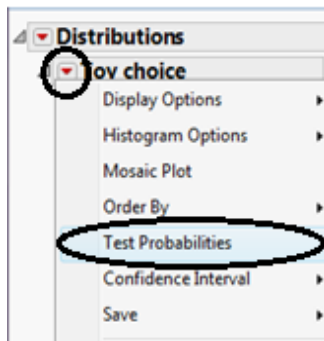 Distributions
choice
Display Options
Histogram Options
Mosaic Plot
Order By
Test Probabilities
Confidence Interval
Save